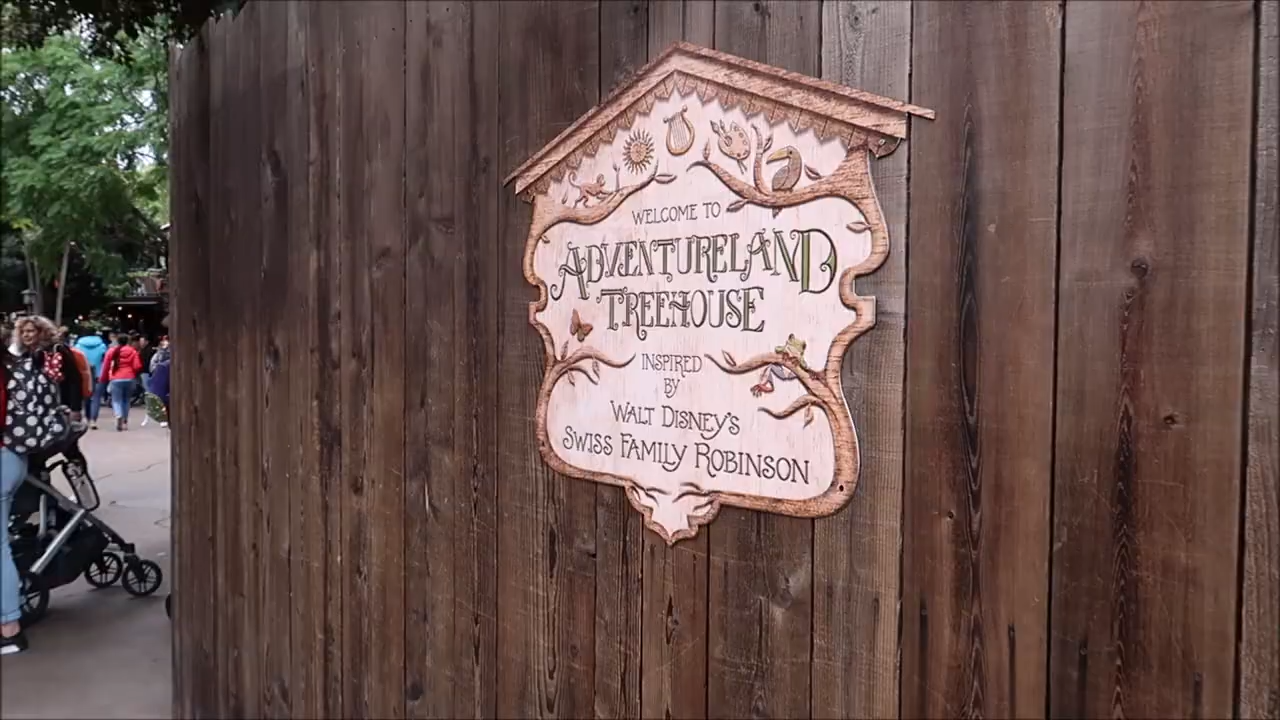 WELCOME TO
ADVENTURELAND
TREEHOUSE
INSPIRED
BY
WALT DISNEY'S
SWISS FAMILY ROBINSON